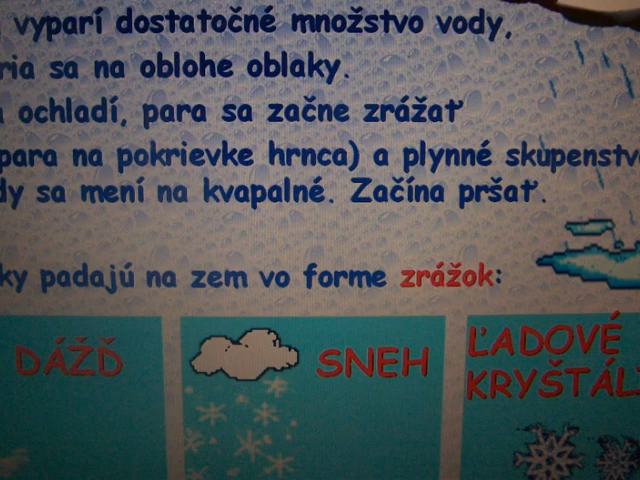 vyparí dostatočné množstvo vody,
ria sa na oblohe oblaky.
ochladí, para sa začne zrážať
para na pokrievke hrnca) a plynné skupenstvo
dy sa mení na kvapalné. Začína pršať.
ky padajú na zem vo forme zrážok:
DÁŽĎ
SNEH
ĽADOVÉ
KRYŠTÁL